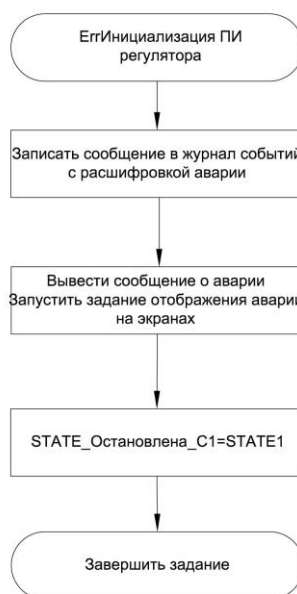 ErrИнициализация ПИ
регулятора
Записать сообщение в журнал событий
с расшифровкой аварии
Вывести сообщение о аварии
Запустить задание отображения аварии
на экранах
STATE_Остановлена_С1=STATE1
Завершить задание